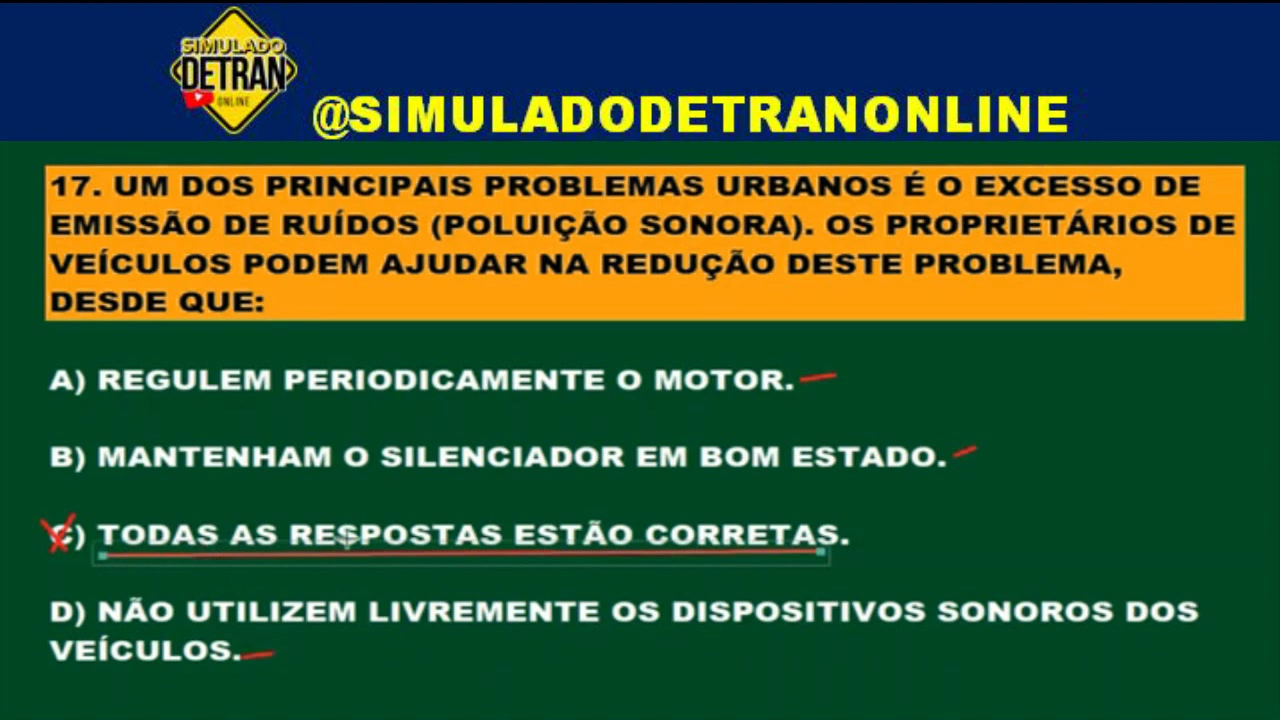 SIMULADO
DETRAN
ONLINE
@SIMULADODETRANONLINE
17. UM DOS PRINCIPAIS PROBLEMAS URBANOS É O EXCESSO DE
EMISSÃO DE RUÍDOS (POLUIÇÃO SONORA). OS PROPRIETÁRIOS DE
VEÍCULOS PODEM AJUDAR NA REDUÇÃO DESTE PROBLEMA,
DESDE QUE:
A) REGULEM PERIODICAMENTE O MOTOR.
B) MANTENHAM O SILENCIADOR EM BOM ESTADO.
C) TODAS AS RESPOSTAS ESTÃO CORRETAS.
D) NÃO UTILIZEM LIVREMENTE OS DISPOSITIVOS SONOROS DOS
VEÍCULOS.